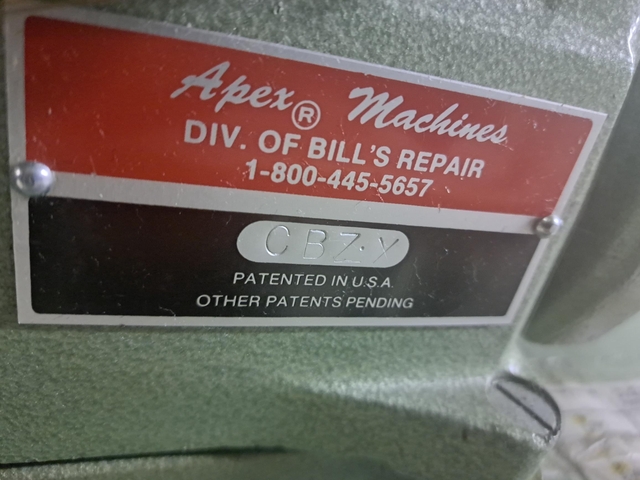 Apex® Machines
DIV. OF BILL'S REPAIR
1-800-445-5657
CBZ-Y
PATENTED IN U.S.A.
OTHER PATENTS PENDING